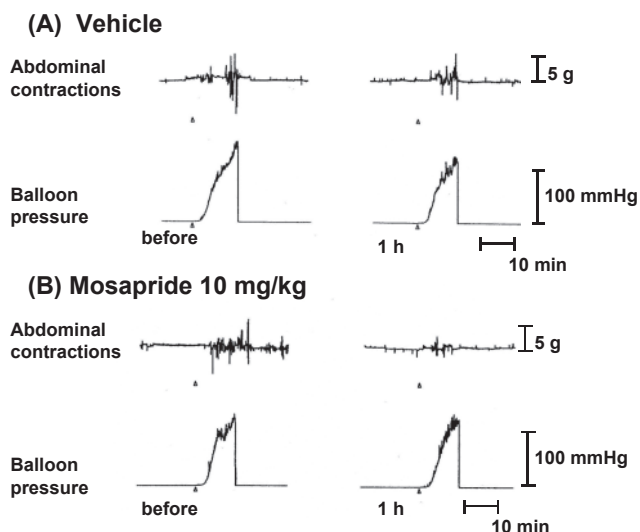 (A) Vehicle
Abdominal
contractions
5 g
Balloon
pressure
100 mmHg
before
1 h
10 min
(B) Mosapride 10 mg/kg
Abdominal
contractions
5 g
Balloon
pressure
100 mmHg
before
1 h
10 min